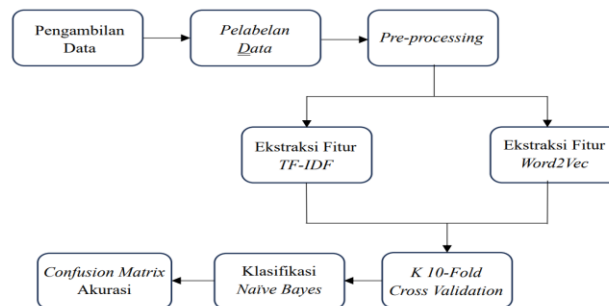 Pengambilan
Data
Pelabelan
Data
Pre-processing
Ekstraksi Fitur
TF-IDF
Ekstraksi Fitur
Word2Vec
K 10-Fold
Cross Validation
Klasifikasi
Naïve Bayes
Confusion Matrix
Akurasi